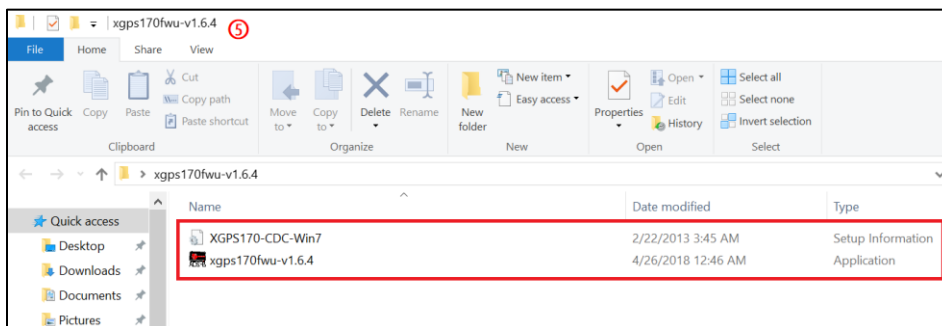 xgps170fwu-v1.6.4 ⑤
File Home Share View
Pin to Quick access
Copy
Paste
Cut
Copy path
Paste shortcut
Clipboard
Move to
Copy to
Delete
Rename
Organize
New folder
New item
Easy access
New
Properties
Open
Edit
History
Open
Select all
Select none
Invert selection
Select
xgps170fwu-v1.6.4
Name Date modified Type
Quick access
Desktop
Downloads
Documents
Pictures
XGPS170-CDC-Win7 2/22/2013 3:45 AM Setup Information
xgps170fwu-v1.6.4 4/26/2018 12:46 AM Application